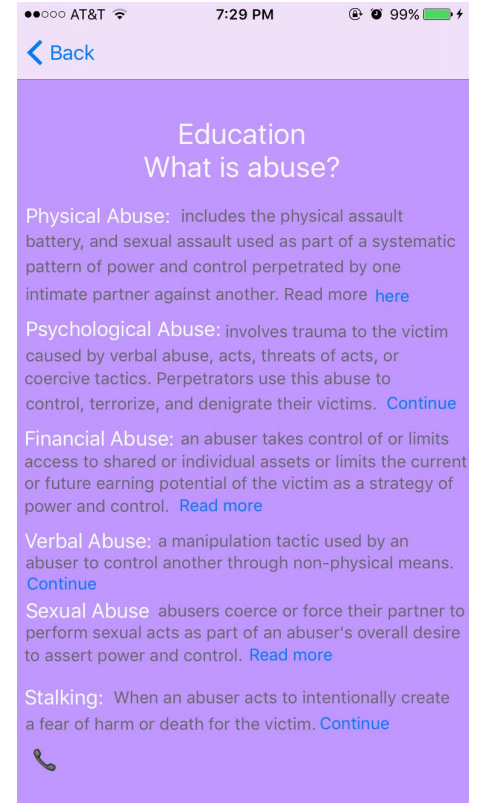 AT&T 7:29 PM 99%
Back
Education
What is abuse?
Physical Abuse: includes the physical assault
battery, and sexual assault used as part of a systematic
pattern of power and control perpetrated by one
intimate partner against another. Read more here
Psychological Abuse: involves trauma to the victim
caused by verbal abuse, acts, threats of acts, or
coercive tactics. Perpetrators use this abuse to
control, terrorize, and denigrate their victims. Continue
Financial Abuse: an abuser takes control of or limits
access to shared or individual assets or limits the current
or future earning potential of the victim as a strategy of
power and control. Read more
Verbal Abuse: a manipulation tactic used by an
abuser to control another through non-physical means.
Continue
Sexual Abuse abusers coerce or force their partner to
perform sexual acts as part of an abuser's overall desire
to assert power and control. Read more
Stalking: When an abuser acts to intentionally create
a fear of harm or death for the victim. Continue